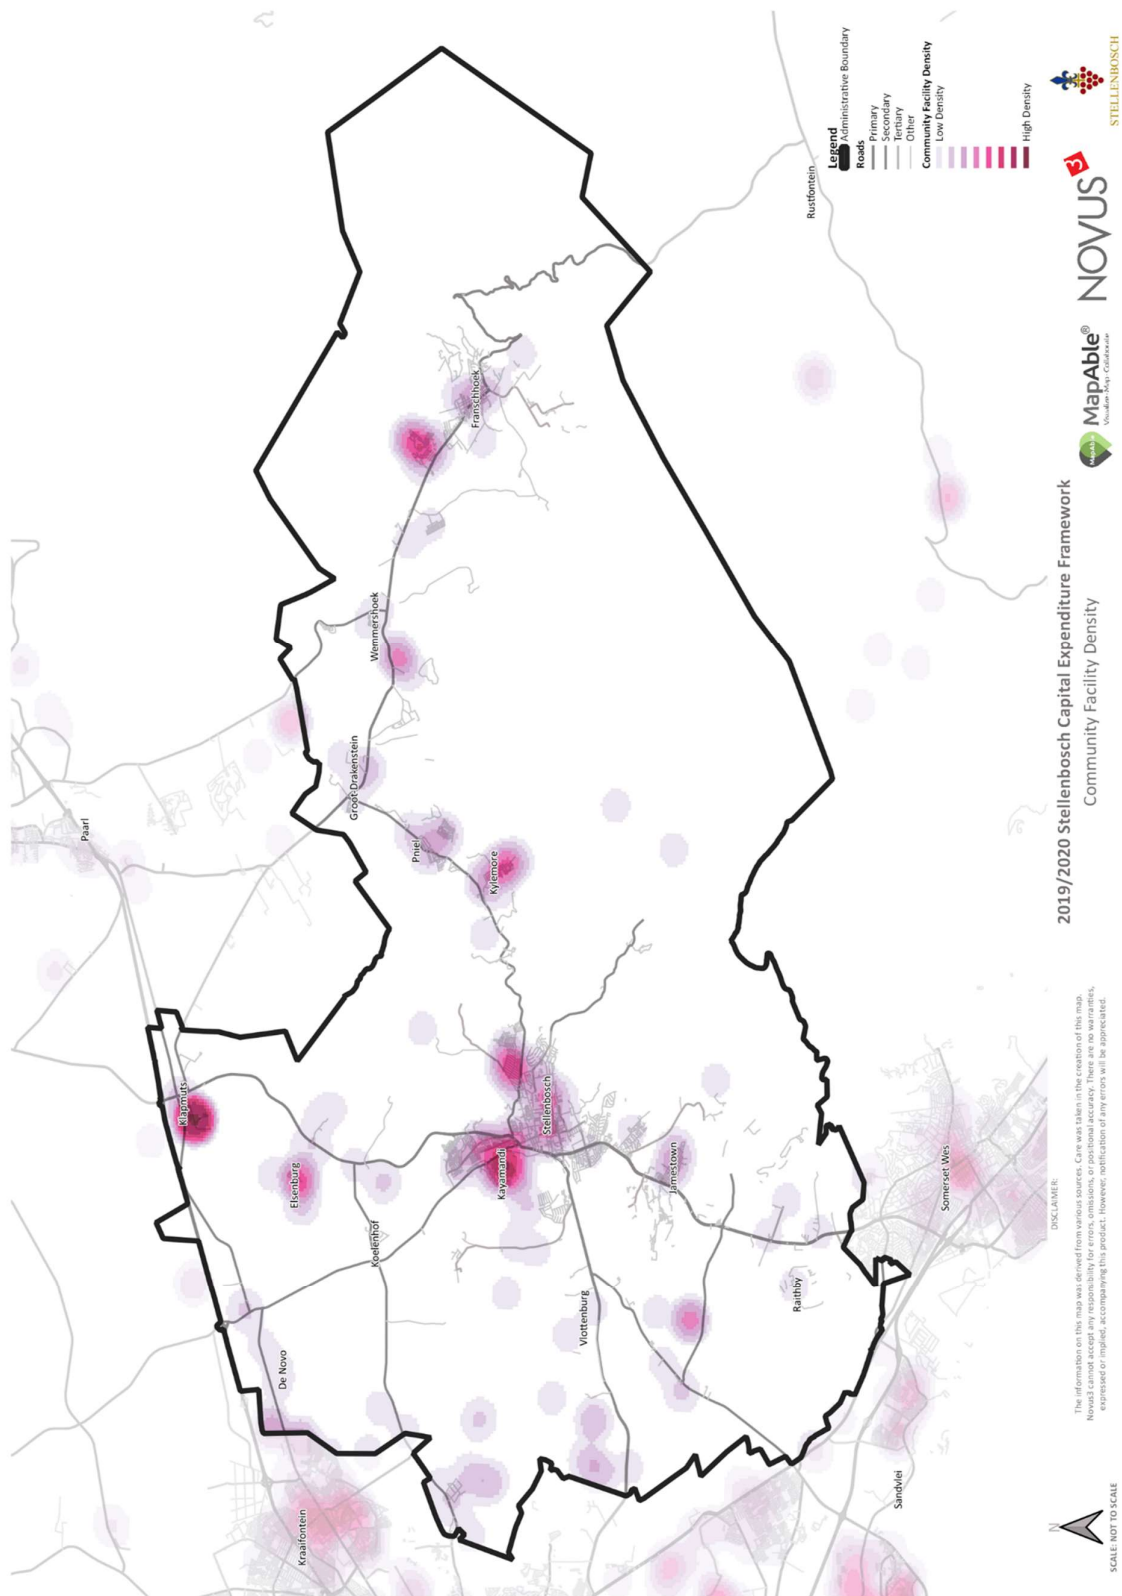 Legend
Administrative Boundary
Roads
Primary
Secondary
Tertiary
Other
Community Facility Density
Low Density
High Density
Paarl
Klapmuts
Elsenburg
Koelenhof
De Novo
Kraaifontein
Kayamandi
Stellenbosch
Kylemore
Pniel
Groot-Drakenstein
Wemmershoek
Franschhoek
Rustfontein
Jamestown
Vlottenburg
Raithby
Somerset Wes
Sandvlei
N
SCALE: NOT TO SCALE
DISCLAIMER:
The information on this map was derived from various sources. Care was taken in the creation of this map.
Novus3 cannot accept any responsibility for errors, omissions, or positional accuracy. There are no warranties,
expressed or implied, accompanying this product. However, notification of any errors will be appreciated.
2019/2020 Stellenbosch Capital Expenditure Framework
Community Facility Density
MapAble
MapAble®
Visualise · Map · Collaborate
NOVUS3
STELLENBOSCH